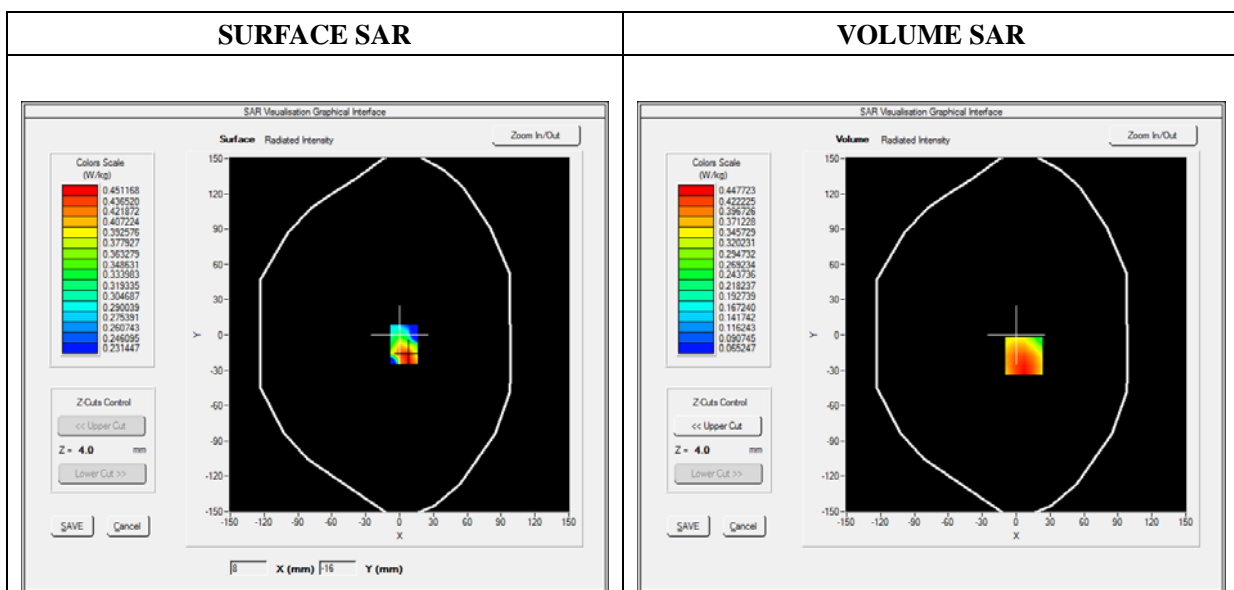 SURFACE SAR
VOLUME SAR
SAR Visualisation Graphical Interface
Surface Radiated Intensity
Zoom In/Out
Colors Scale
(W/kg)
0.451168
0.436520
0.421872
0.407224
0.392576
0.377927
0.363279
0.348631
0.333983
0.319335
0.304687
0.290039
0.275391
0.260743
0.246095
0.231447
Z-Cuts Control
<< Upper Cut
Z = 4.0 mm
Lower Cut >>
SAVE Cancel
150
120
90
60
30
0
-30
-60
-90
-120
-150
Y
-150 -120 -90 -60 -30 0 30 60 90 120 150
X
8 X (mm) -16 Y (mm)
SAR Visualisation Graphical Interface
Volume Radiated Intensity
Zoom In/Out
Colors Scale
(W/kg)
0.447723
0.422225
0.396726
0.371228
0.345729
0.320231
0.294732
0.269234
0.243736
0.218237
0.192739
0.167240
0.141742
0.116243
0.090745
0.065247
Z-Cuts Control
<< Upper Cut
Z = 4.0 mm
Lower Cut >>
SAVE Cancel
150
120
90
60
30
0
-30
-60
-90
-120
-150
Y
-150 -120 -90 -60 -30 0 30 60 90 120 150
X